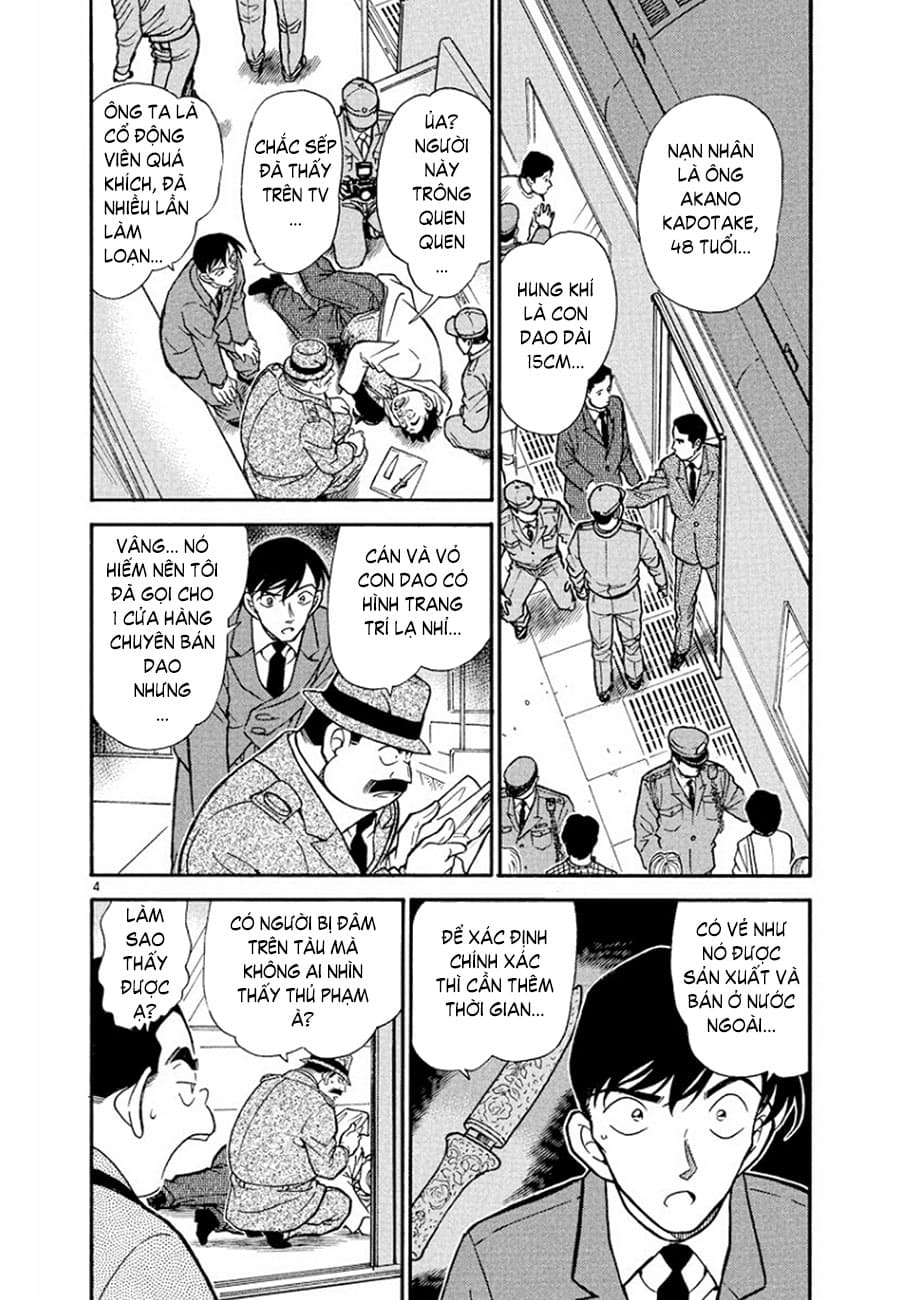 NẠN NHÂN
LÀ ÔNG
AKANO
KADOTAKE,
48 TUỔI...
HUNG KHÍ
LÀ CON
DAO DÀI
15CM...
ỦA?
NGƯỜI
NÀY
TRÔNG
QUEN
QUEN
...
CHẮC SẾP
ĐÃ THẤY
TRÊN TV
...
ÔNG TA LÀ
CỔ ĐỘNG
VIÊN QUÁ
KHÍCH, ĐÃ
NHIỀU LẦN
LÀM
LOẠN...
CÁN VÀ VỎ
CON DAO CÓ
HÌNH TRANG
TRÍ LẠ NHỈ...
VÂNG... NÓ
HIẾM NÊN TÔI
ĐÃ GỌI CHO
1 CỬA HÀNG
CHUYÊN BÁN
DAO
NHƯNG
...
4
CÓ VẺ NHƯ
NÓ ĐƯỢC
SẢN XUẤT VÀ
BÁN Ở NƯỚC
NGOÀI...
ĐỂ XÁC ĐỊNH
CHÍNH XÁC
THÌ CẦN THÊM
THỜI GIAN...
CÓ NGƯỜI BỊ ĐÂM
TRÊN TÀU MÀ
KHÔNG AI NHÌN
THẤY THỦ PHẠM
À?
LÀM
SAO
THẤY
ĐƯỢC
Ạ?